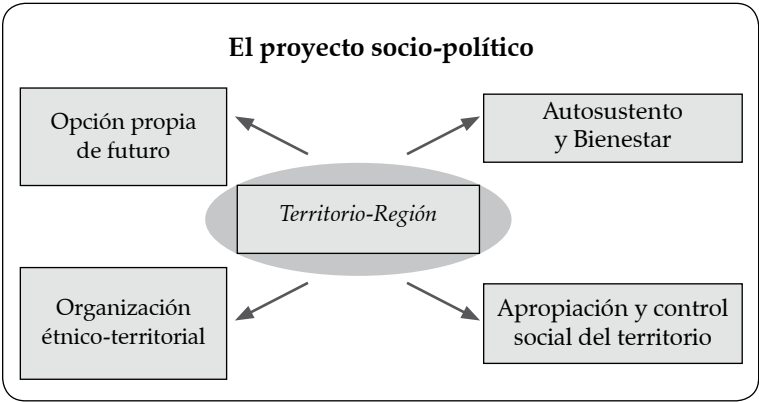 El proyecto socio-político
Opción propia
de futuro
Autosustento
y Bienestar
Territorio-Región
Organización
étnico-territorial
Apropiación y control
social del territorio